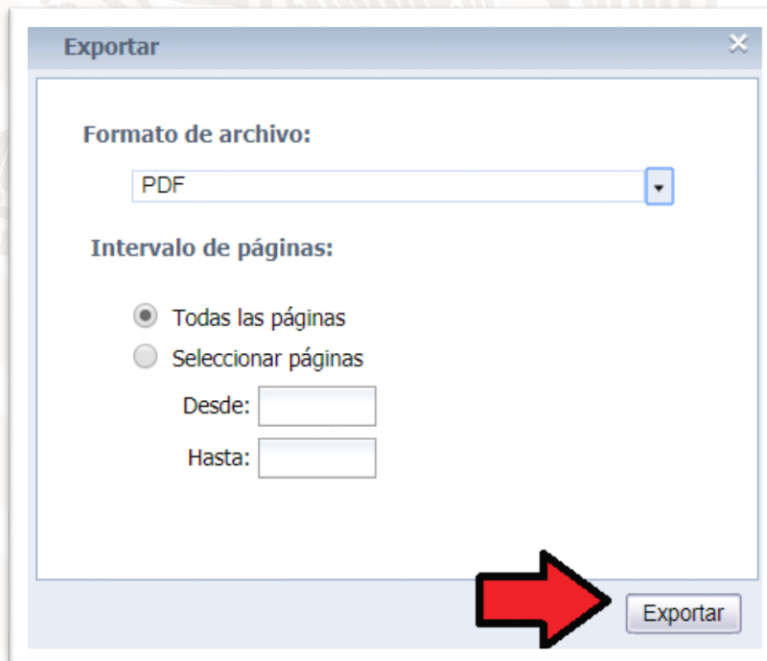 Exportar
Formato de archivo:
PDF
Intervalo de páginas:
Todas las páginas
Seleccionar páginas
Desde:
Hasta:
Exportar